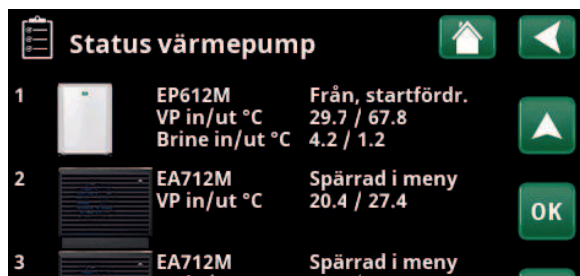 Status värmepump
1 EP612M Från, startfördr.
VP in/ut °C 29.7 / 67.8
Brine in/ut °C 4.2 / 1.2
2 EA712M Spärrad i meny
VP in/ut °C 20.4 / 27.4
OK
3 EA712M Spärrad i meny